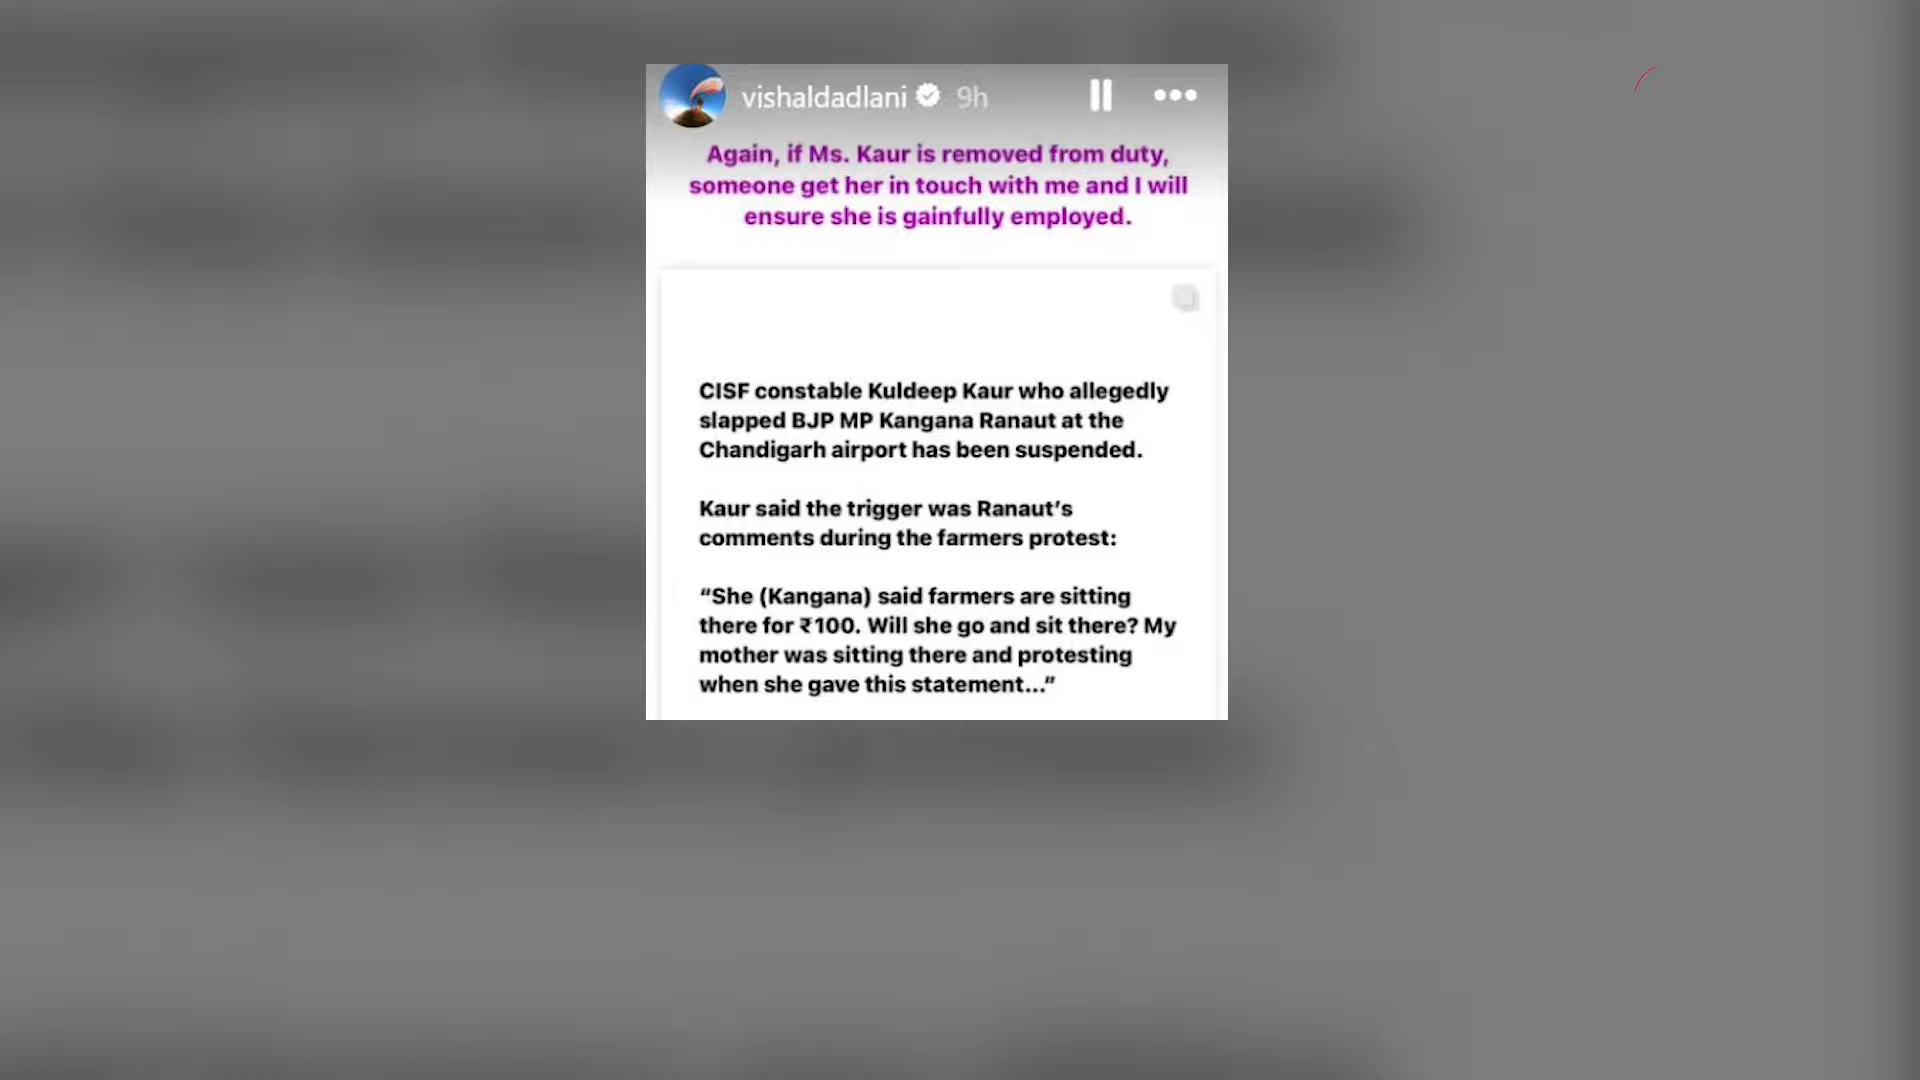 vishaldadlani 9h
Again, if Ms. Kaur is removed from duty,
someone get her in touch with me and I will
ensure she is gainfully employed.
CISF constable Kuldeep Kaur who allegedly
slapped BJP MP Kangana Ranaut at the
Chandigarh airport has been suspended.
Kaur said the trigger was Ranaut’s
comments during the farmers protest:
“She (Kangana) said farmers are sitting
there for ₹100. Will she go and sit there? My
mother was sitting there and protesting
when she gave this statement...”